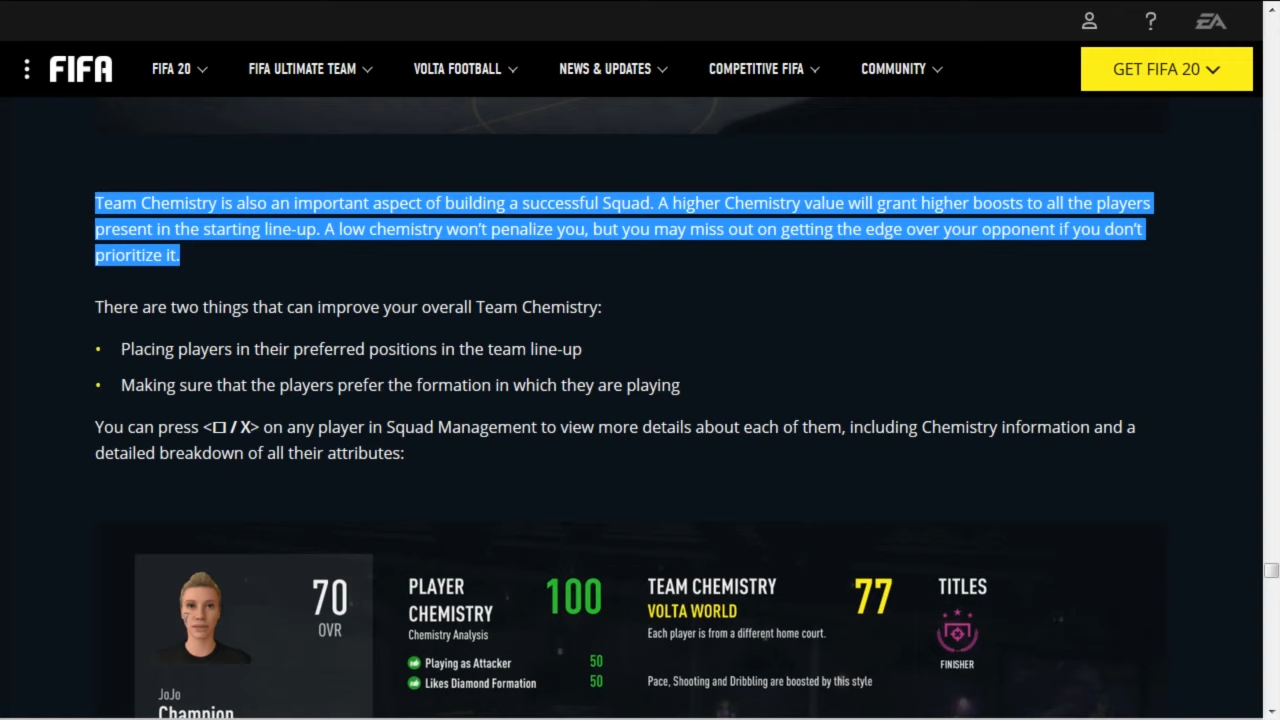 EA
FIFA
FIFA 20
FIFA ULTIMATE TEAM
VOLTA FOOTBALL
NEWS & UPDATES
COMPETITIVE FIFA
COMMUNITY
GET FIFA 20
Team Chemistry is also an important aspect of building a successful Squad. A higher Chemistry value will grant higher boosts to all the players
present in the starting line-up. A low chemistry won't penalize you, but you may miss out on getting the edge over your opponent if you don't
prioritize it.
There are two things that can improve your overall Team Chemistry:
• Placing players in their preferred positions in the team line-up
• Making sure that the players prefer the formation in which they are playing
You can press <□ / X> on any player in Squad Management to view more details about each of them, including Chemistry information and a
detailed breakdown of all their attributes:
70
OVR
JoJo
Champion
PLAYER
CHEMISTRY
100
Chemistry Analysis
Playing as Attacker 50
Likes Diamond Formation 50
TEAM CHEMISTRY
VOLTA WORLD
77
Each player is from a different home court.
Pace, Shooting and Dribbling are boosted by this style
TITLES
FINISHER